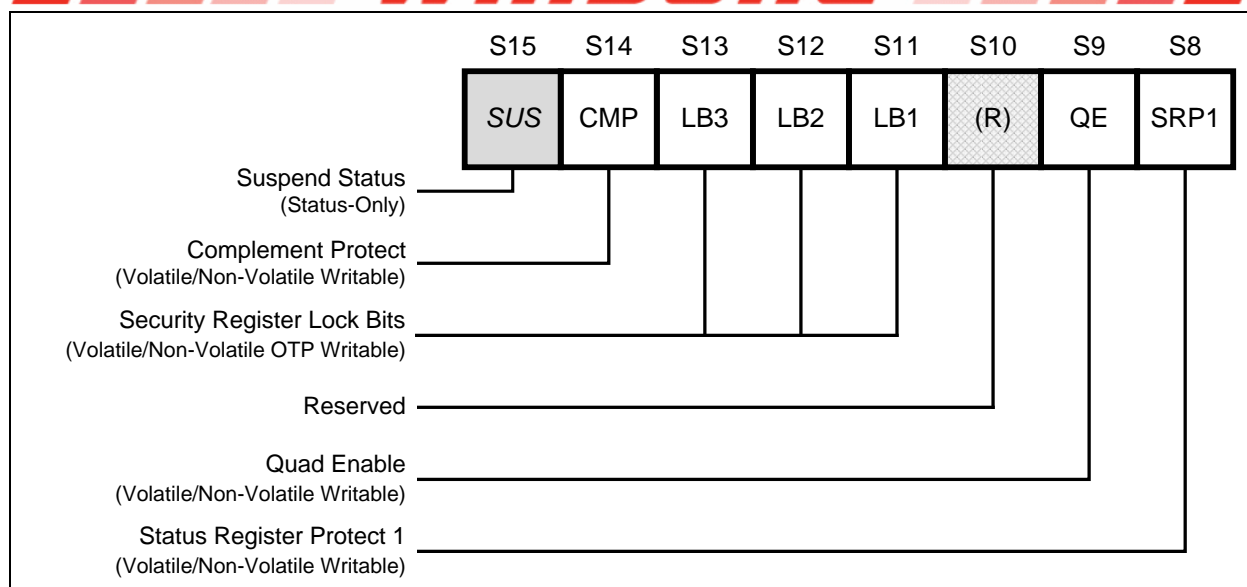 S15 S14 S13 S12 S11 S10 S9 S8
SUS CMP LB3 LB2 LB1 (R) QE SRP1
Suspend Status
(Status-Only)
Complement Protect
(Volatile/Non-Volatile Writable)
Security Register Lock Bits
(Volatile/Non-Volatile OTP Writable)
Reserved
Quad Enable
(Volatile/Non-Volatile Writable)
Status Register Protect 1
(Volatile/Non-Volatile Writable)